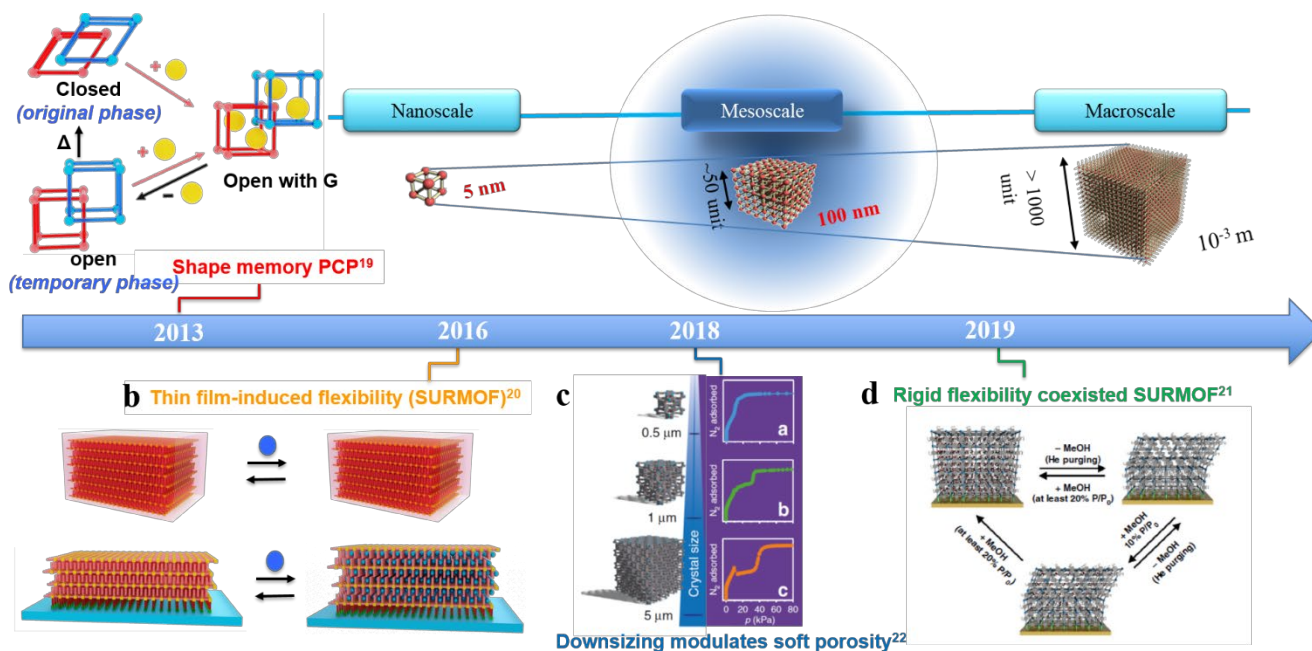 +
Closed
(original phase)
Δ
+
-
Open with G
open
(temporary phase)
Nanoscale
Mesoscale
Macroscale
5 nm
~50 unit
100 nm
> 1000
unit
10⁻³ m
Shape memory PCP¹⁹
2013
2016
2018
2019
b
Thin film-induced flexibility (SURMOF)²⁰
c
0.5 µm
1 µm
5 µm
Crystal size
N₂ adsorbed
a
N₂ adsorbed
b
N₂ adsorbed
c
0 20 40 60 80
p (kPa)
Downsizing modulates soft porosity²²
d
Rigid flexibility coexisted SURMOF²¹
– MeOH
(He purging)
+ MeOH
(at least 20% P/P₀)
+ MeOH
(at least 20% P/P₀)
+ MeOH
10% P/P₀
– MeOH
(He purging)